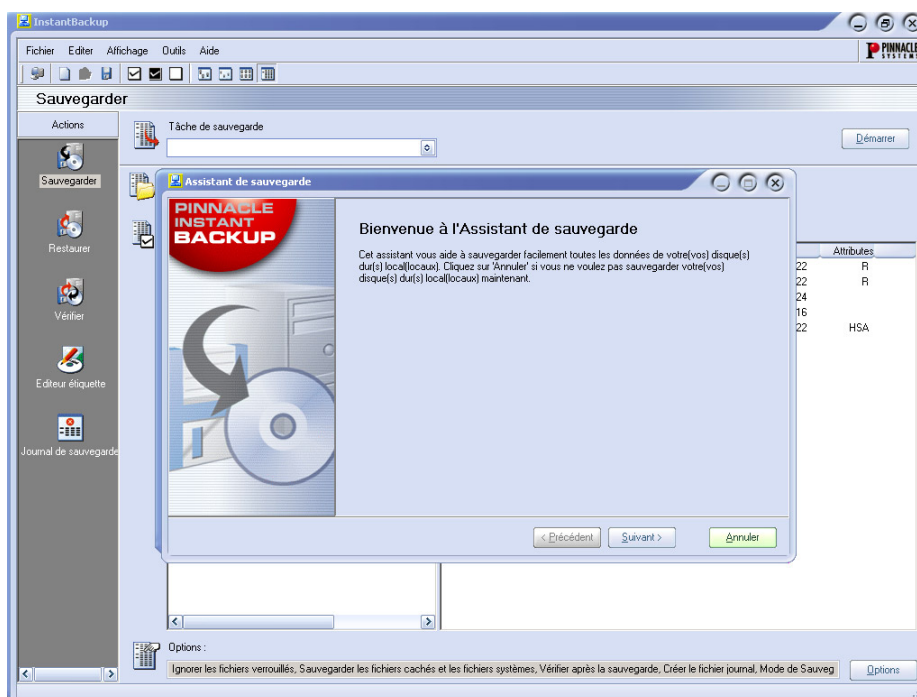 InstantBackup
Fichier Editer Affichage Outils Aide
PINNACLE
SYSTEMS
Sauvegarder
Actions
Tâche de sauvegarde
Démarrer
Sauvegarder
Restaurer
Vérifier
Editeur étiquette
Journal de sauvegarde
Assistant de sauvegarde
PINNACLE
INSTANT
BACKUP
Bienvenue à l'Assistant de sauvegarde
Cet assistant vous aide à sauvegarder facilement toutes les données de votre(vos) disque(s)
dur(s) local(locaux). Cliquez sur 'Annuler' si vous ne voulez pas sauvegarder votre(vos)
disque(s) dur(s) local(locaux) maintenant.
< Précédent Suivant > Annuler
Attributes
22 R
22 R
24
16
22 HSA
Options :
Ignorer les fichiers verrouillés, Sauvegarder les fichiers cachés et les fichiers systèmes, Vérifier après la sauvegarde, Créer le fichier journal, Mode de Sauveg
Options